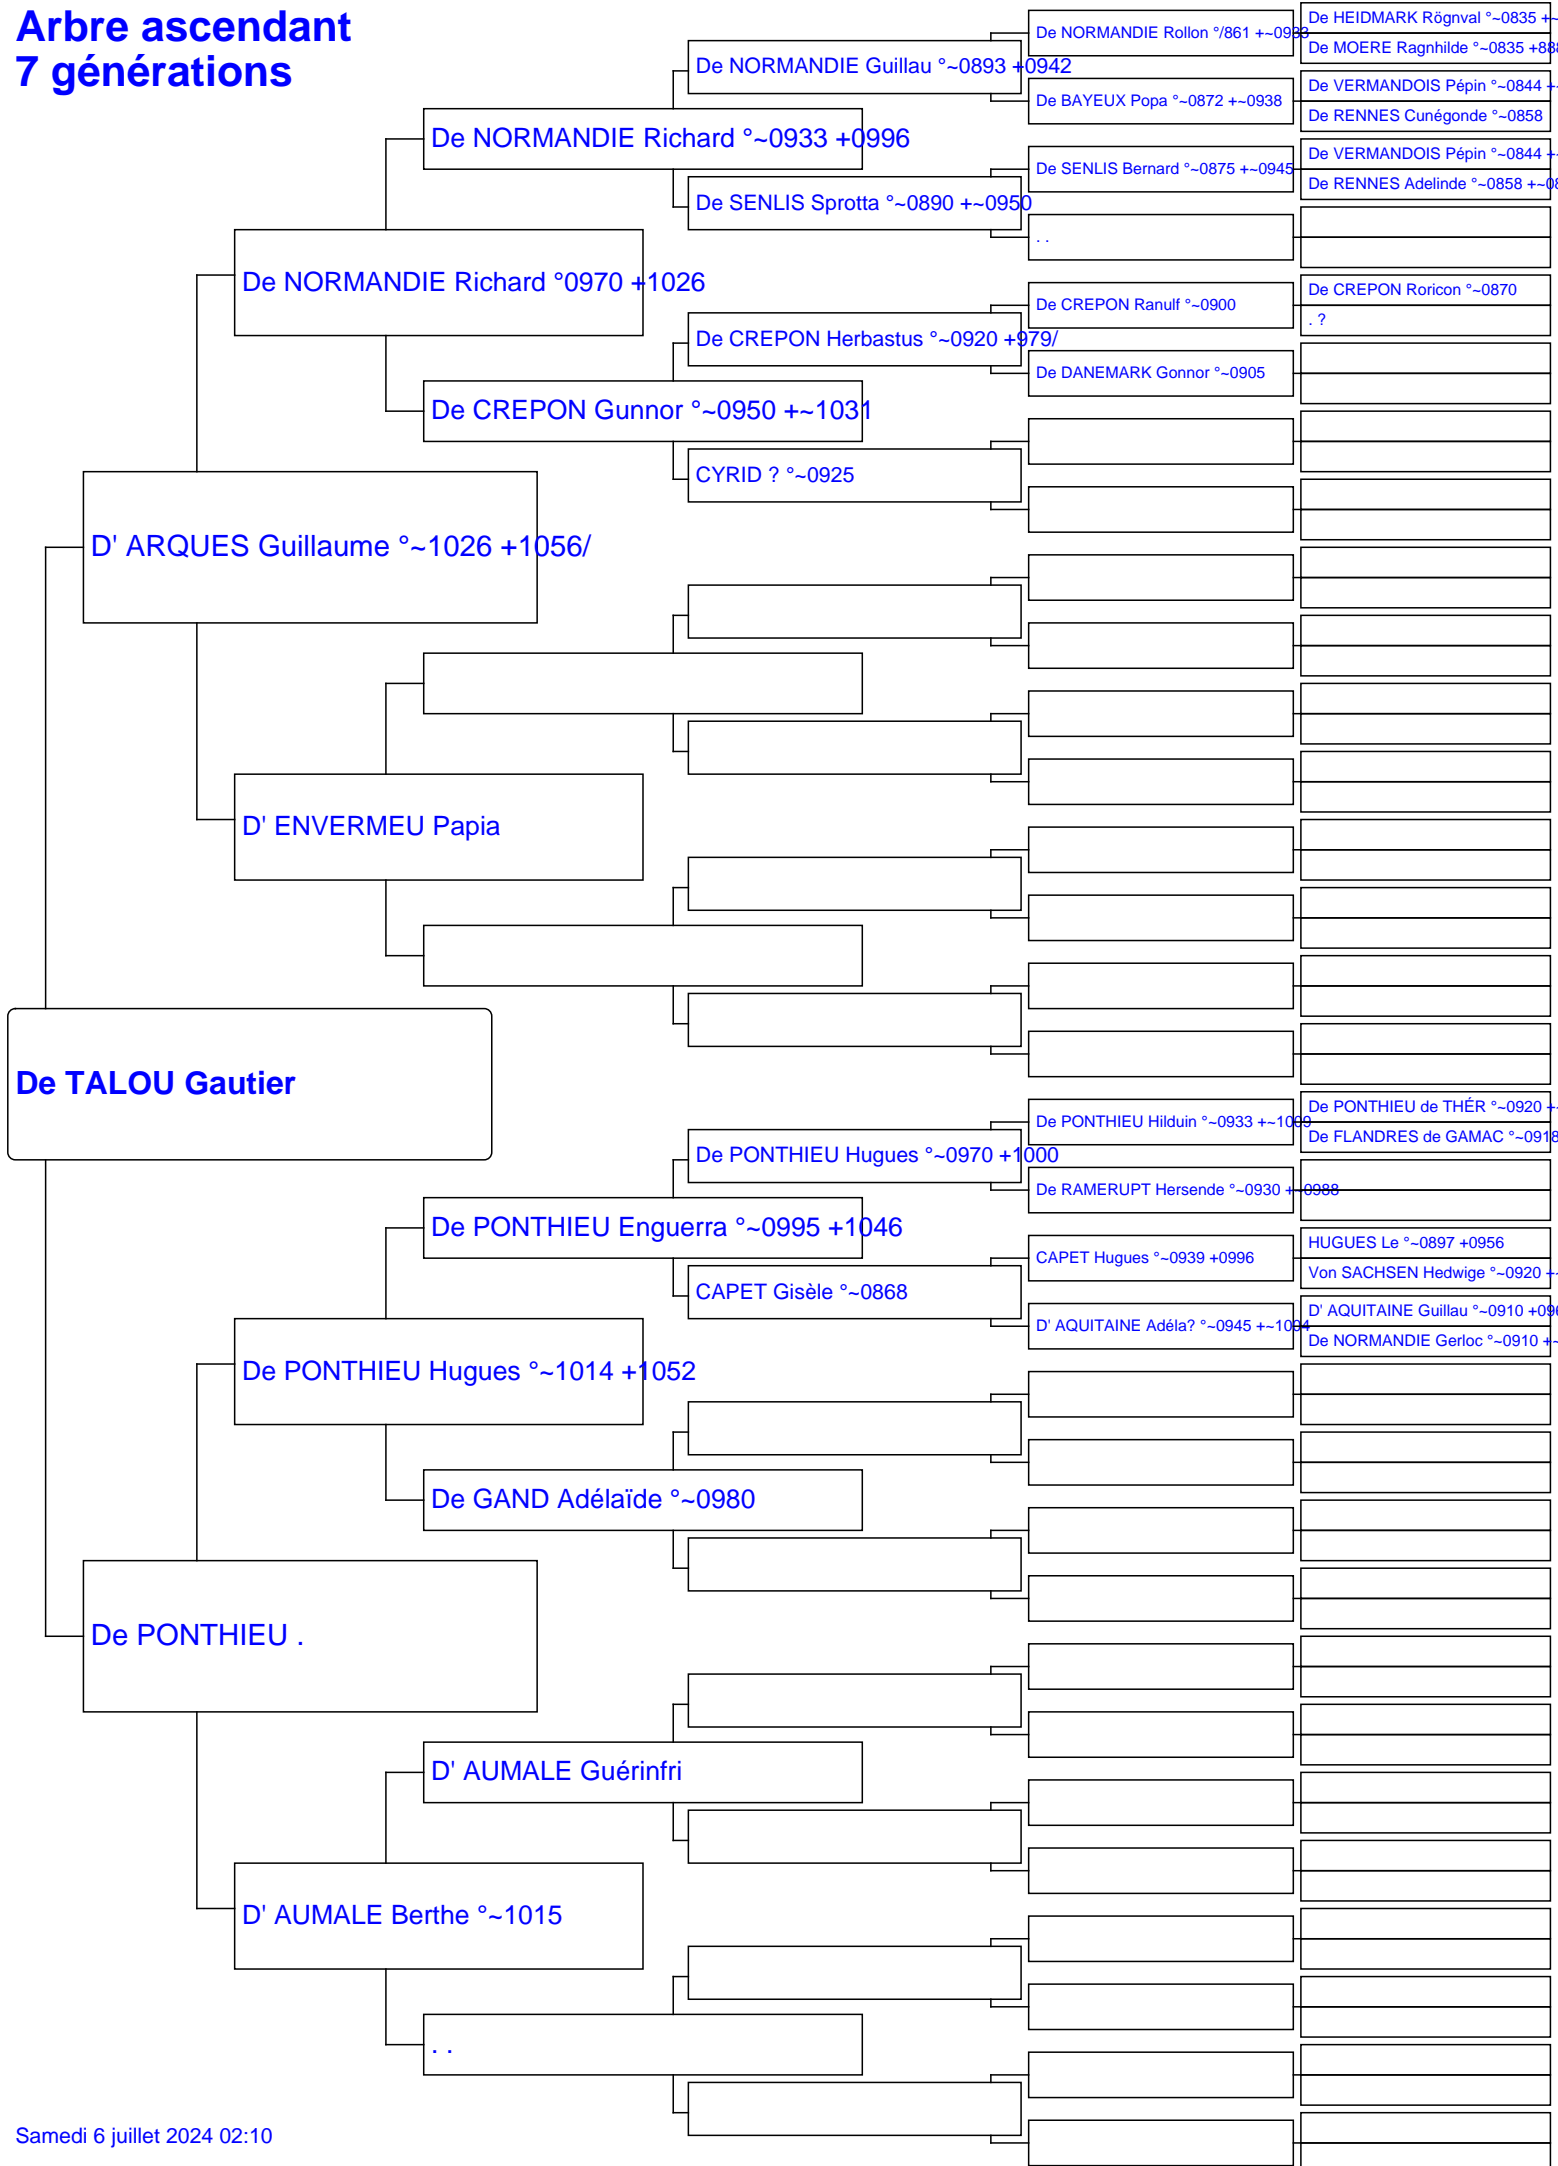 Arbre ascendant
7 générations
De HEIDMARK Rögnval °~0835 +~
De NORMANDIE Rollon °/861 +~0933
De MOERE Ragnhilde °~0835 +888
De NORMANDIE Guillau °~0893 +0942
De VERMANDOIS Pépin °~0844 +~
De BAYEUX Popa °~0872 +~0938
De RENNES Cunégonde °~0858
De NORMANDIE Richard °~0933 +0996
De VERMANDOIS Pépin °~0844 +~
De SENLIS Bernard °~0875 +~0945
De RENNES Adelinde °~0858 +~08
De SENLIS Sprotta °~0890 +~0950
. .
De NORMANDIE Richard °0970 +1026
De CREPON Roricon °~0870
De CREPON Ranulf °~0900
. ?
De CREPON Herbastus °~0920 +979/
De DANEMARK Gonnor °~0905
De CREPON Gunnor °~0950 +~1031
CYRID ? °~0925
D' ARQUES Guillaume °~1026 +1056/
D' ENVERMEU Papia
De TALOU Gautier
De PONTHIEU de THÉR °~0920 +~
De PONTHIEU Hilduin °~0933 +~1009
De FLANDRES de GAMAC °~0918
De PONTHIEU Hugues °~0970 +1000
De RAMERUPT Hersende °~0930 +~0988
De PONTHIEU Enguerra °~0995 +1046
HUGUES Le °~0897 +0956
CAPET Hugues °~0939 +0996
Von SACHSEN Hedwige °~0920 +~
CAPET Gisèle °~0868
D' AQUITAINE Guillau °~0910 +096
D' AQUITAINE Adéla? °~0945 +~1004
De NORMANDIE Gerloc °~0910 +~
De PONTHIEU Hugues °~1014 +1052
De GAND Adélaïde °~0980
De PONTHIEU .
D' AUMALE Guérinfri
D' AUMALE Berthe °~1015
. .
Samedi 6 juillet 2024 02:10